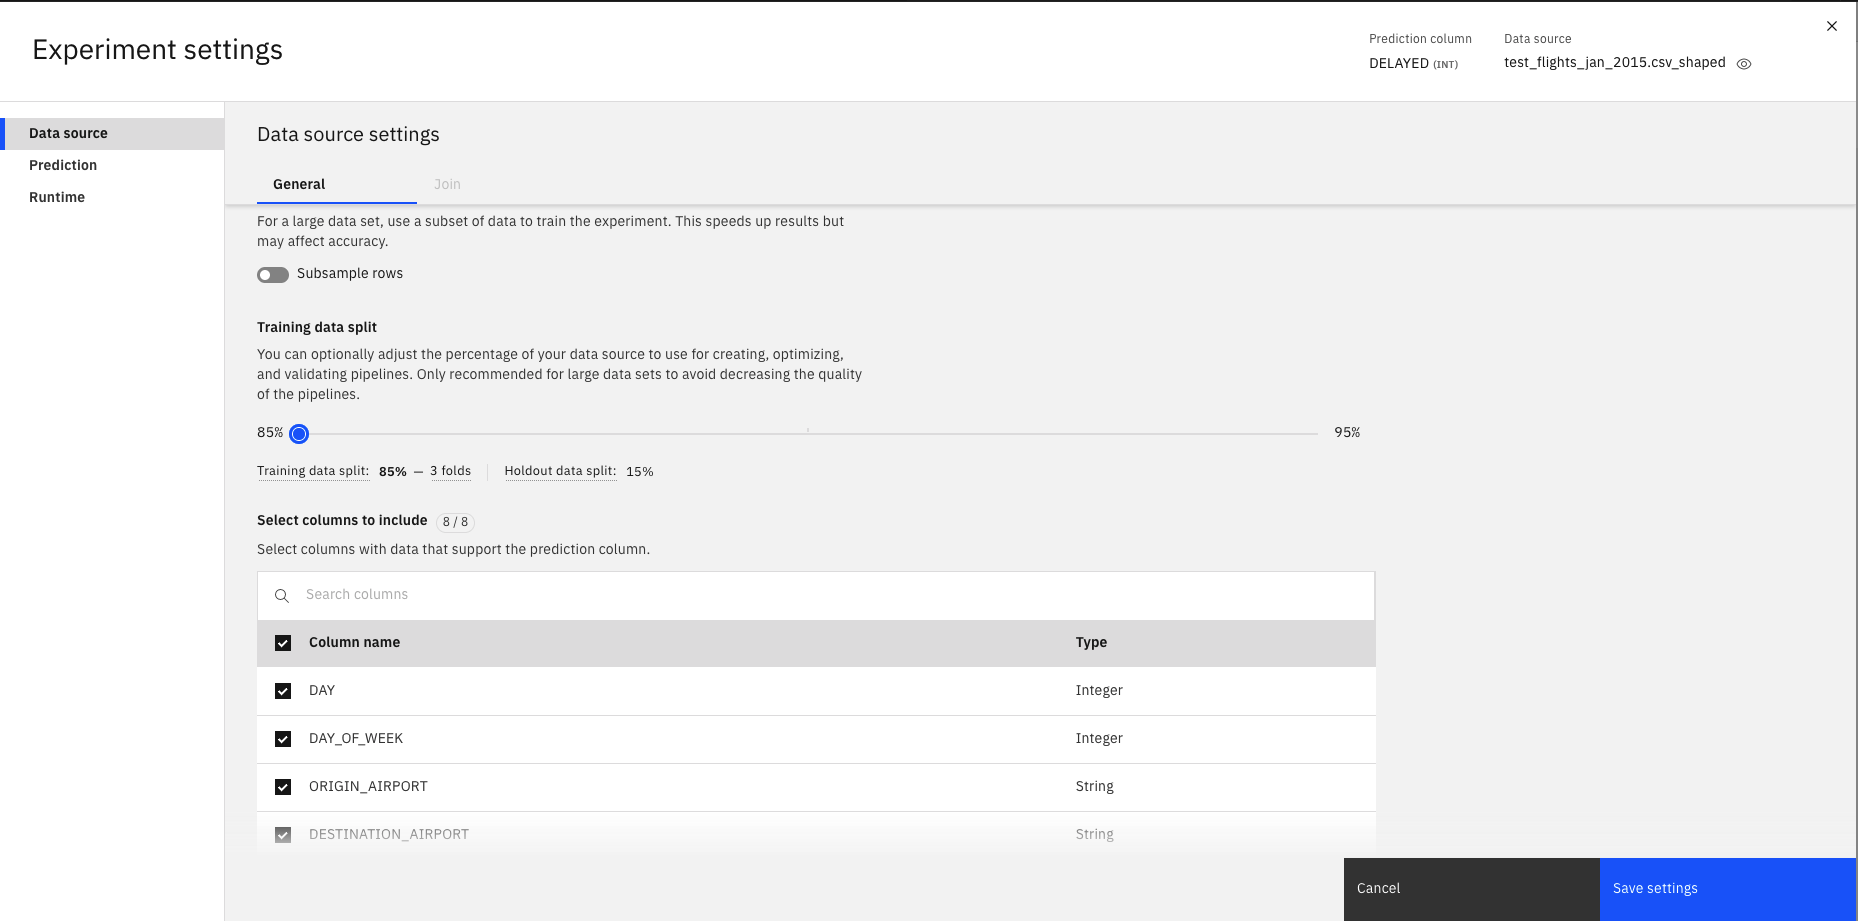 Experiment settings
Prediction column
DELAYED (INT)
Data source
test_flights_jan_2015.csv_shaped
Data source
Prediction
Runtime
Data source settings
General
Join
For a large data set, use a subset of data to train the experiment. This speeds up results but
may affect accuracy.
Subsample rows
Training data split
You can optionally adjust the percentage of your data source to use for creating, optimizing,
and validating pipelines. Only recommended for large data sets to avoid decreasing the quality
of the pipelines.
85%
95%
Training data split: 85% — 3 folds
Holdout data split: 15%
Select columns to include 8 / 8
Select columns with data that support the prediction column.
Search columns
Column name Type
DAY Integer
DAY_OF_WEEK Integer
ORIGIN_AIRPORT String
DESTINATION_AIRPORT String
Cancel
Save settings